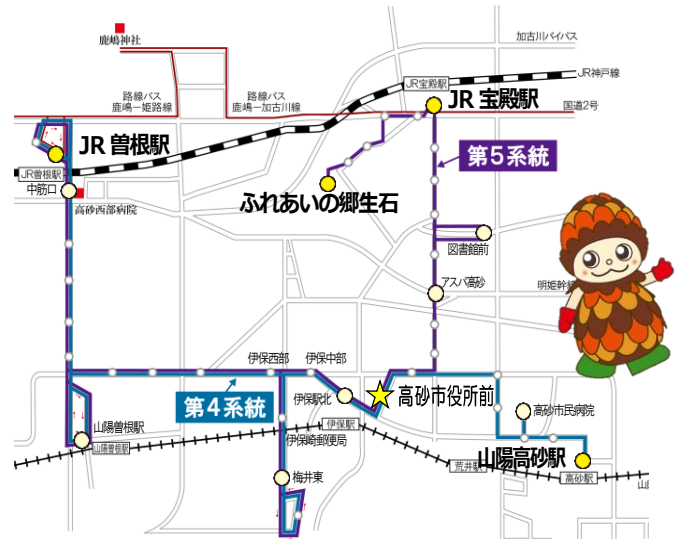 鹿嶋神社
加古川バイパス
JR宝殿駅
JR神戸線
路線バス
鹿嶋ー姫路線
路線バス
鹿嶋ー加古川線
JR 宝殿駅
国道2号
JR 曽根駅
第5系統
JR曽根駅
中筋口
高砂西部病院
ふれあいの郷生石
図書館前
アスパ高砂
明姫幹線
伊保西部
伊保中部
第4系統
伊保駅北
高砂市役所前
高砂市民病院
山陽曽根駅
伊保駅
伊保崎郵便局
山陽曽根駅
山陽高砂駅
荒井駅
梅井東
高砂駅